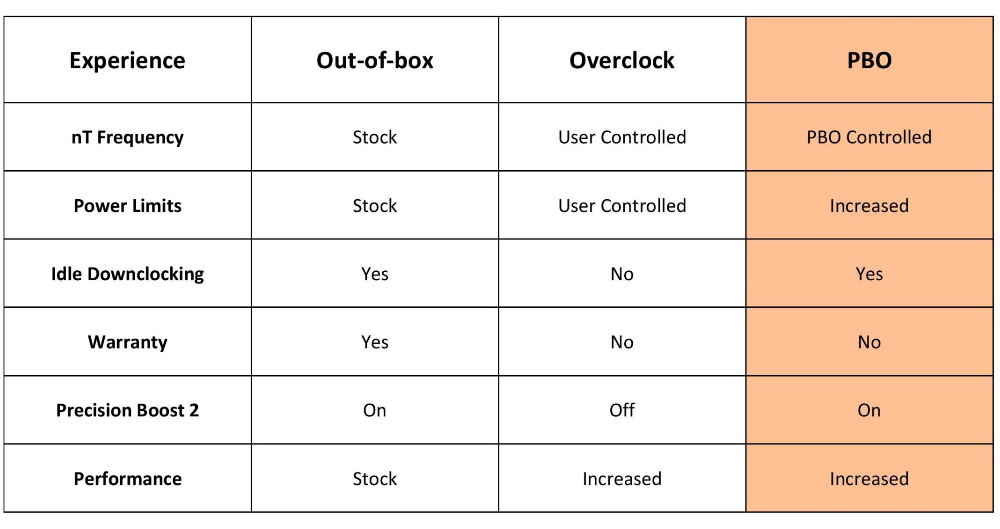 Experience Out-of-box Overclock PBO
nT Frequency Stock User Controlled PBO Controlled
Power Limits Stock User Controlled Increased
Idle Downclocking Yes No Yes
Warranty Yes No No
Precision Boost 2 On Off On
Performance Stock Increased Increased